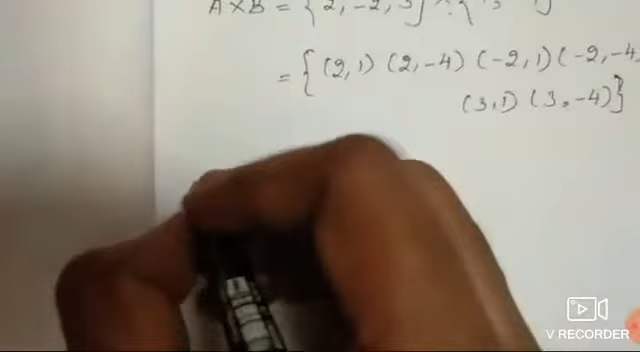 A × B = {2, -2, 3} × {
= { (2,1) (2,-4) (-2,1) (-2,-4
(3,1) (3,-4)}
V RECORDER